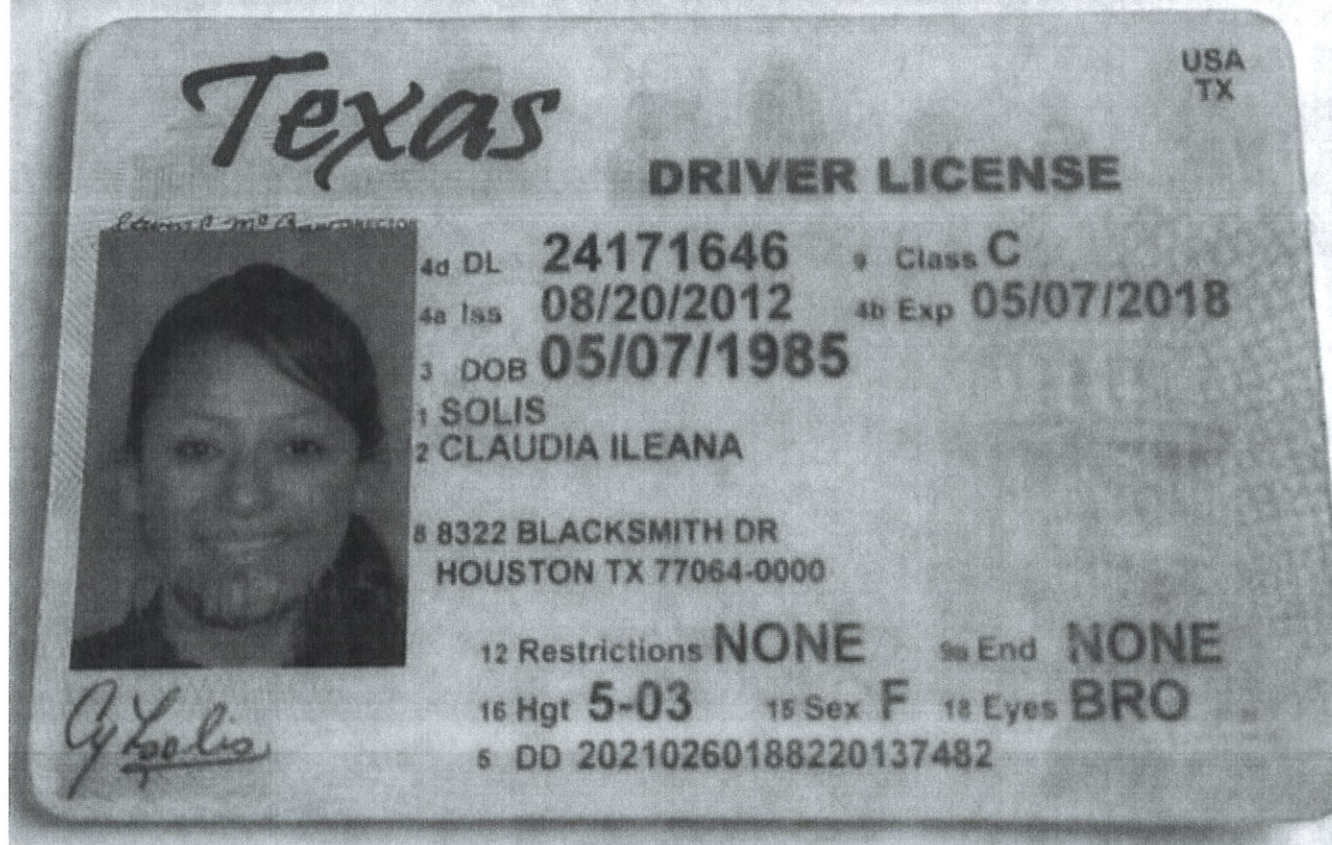 Texas
USA
TX
DRIVER LICENSE
4d DL 24171646 9 Class C
4a Iss 08/20/2012 4b Exp 05/07/2018
3 DOB 05/07/1985
1 SOLIS
2 CLAUDIA ILEANA
8 8322 BLACKSMITH DR
HOUSTON TX 77064-0000
12 Restrictions NONE 9a End NONE
16 Hgt 5-03 15 Sex F 18 Eyes BRO
5 DD 20210260188220137482